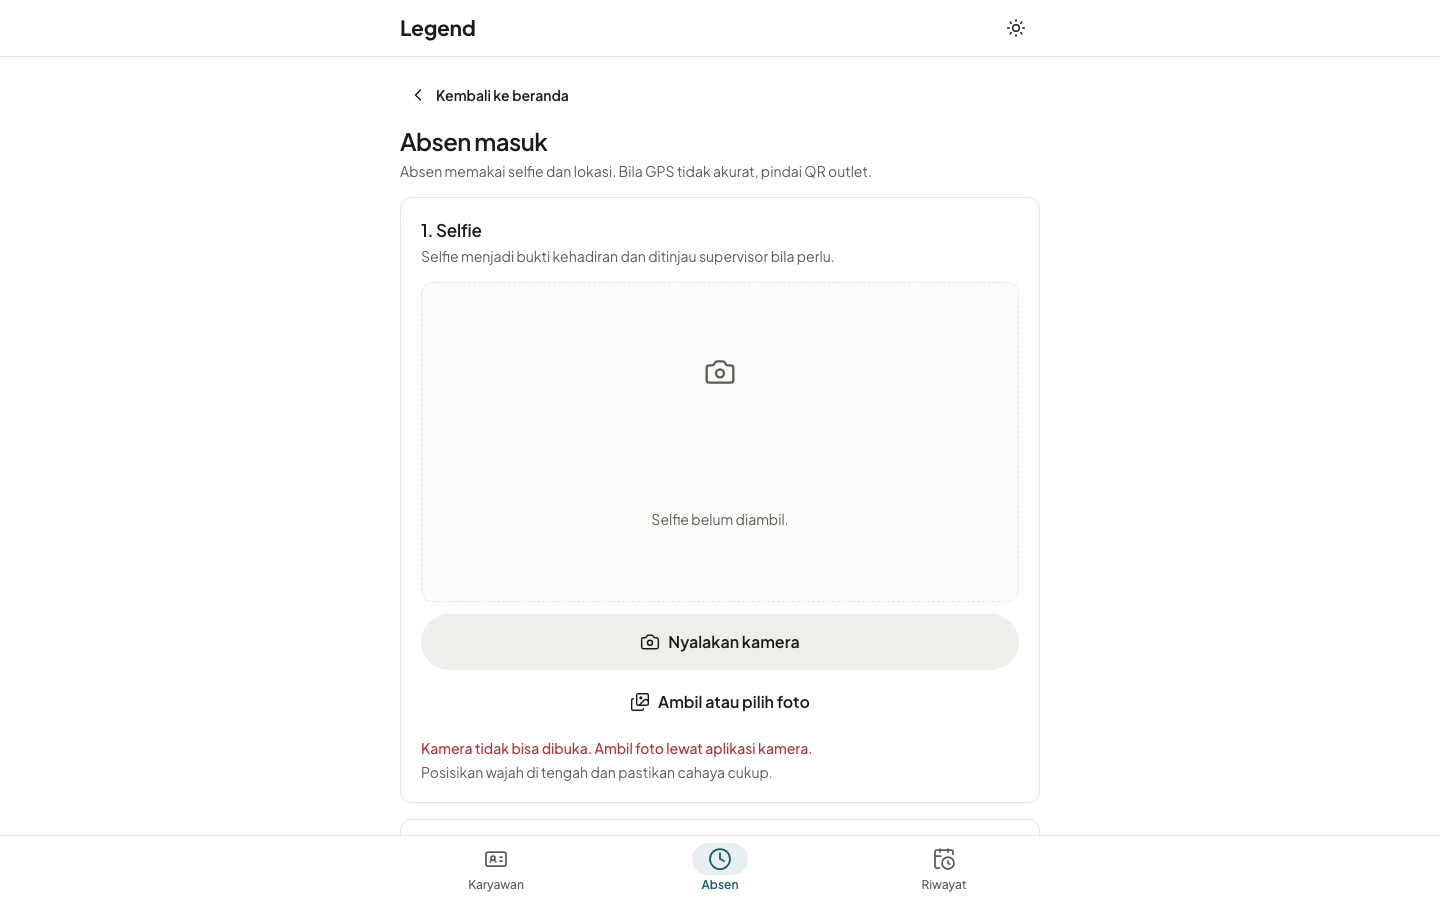 Legend
Kembali ke beranda
Absen masuk
Absen memakai selfie dan lokasi. Bila GPS tidak akurat, pindai QR outlet.
1. Selfie
Selfie menjadi bukti kehadiran dan ditinjau supervisor bila perlu.
Selfie belum diambil.
Nyalakan kamera
Ambil atau pilih foto
Kamera tidak bisa dibuka. Ambil foto lewat aplikasi kamera.
Posisikan wajah di tengah dan pastikan cahaya cukup.
Karyawan
Absen
Riwayat